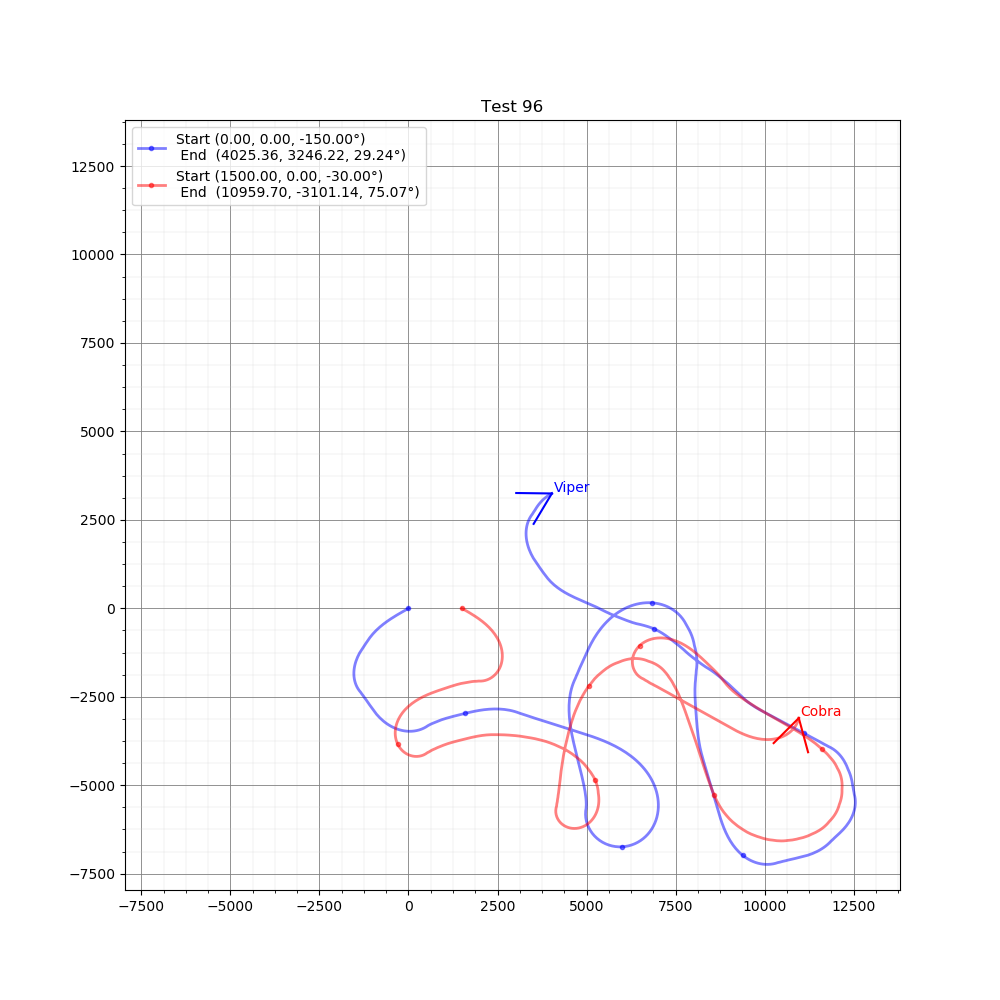 Test 96
Start (0.00, 0.00, -150.00°)
End  (4025.36, 3246.22, 29.24°)
Start (1500.00, 0.00, -30.00°)
End  (10959.70, -3101.14, 75.07°)
12500
10000
7500
5000
2500
0
−2500
−5000
−7500
Viper
Cobra
−7500 −5000 −2500 0 2500 5000 7500 10000 12500